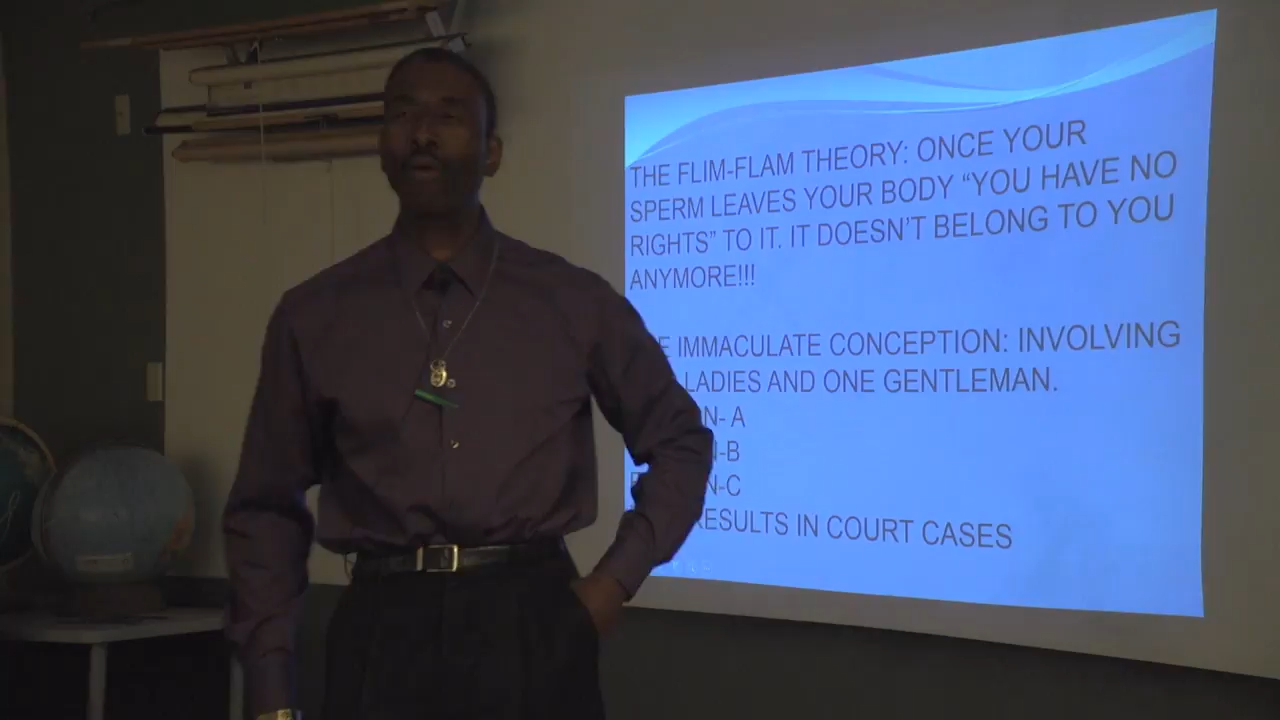 THE FLIM-FLAM THEORY: ONCE YOUR
SPERM LEAVES YOUR BODY “YOU HAVE NO
RIGHTS” TO IT. IT DOESN’T BELONG TO YOU
ANYMORE!!!
IMMACULATE CONCEPTION: INVOLVING
LADIES AND ONE GENTLEMAN.
A
B
C
RESULTS IN COURT CASES